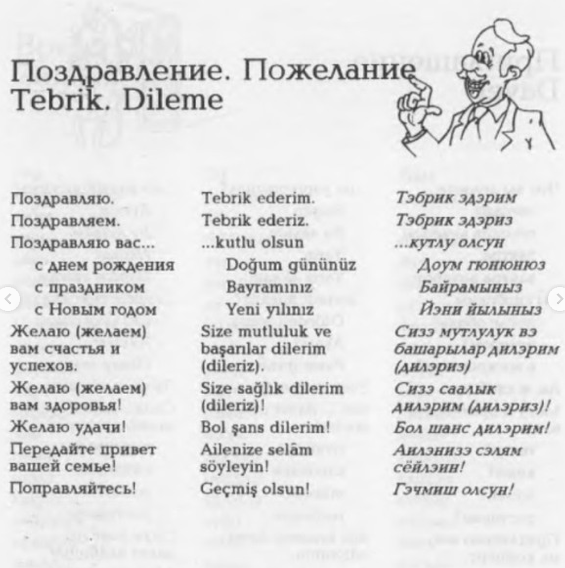 Поздравление. Пожелание
Tebrik. Dileme
Поздравляю. Tebrik ederim. Тэбрик эдэрим
Поздравляем. Tebrik ederiz. Тэбрик эдэриз
Поздравляю вас... ...kutlu olsun ...кутлу олсун
с днем рождения Doğum gününüz Доум гюнюнюз
с праздником Bayramınız Байрамыныз
с Новым годом Yeni yılınız Йэни йылыныз
Желаю (желаем) Size mutluluk ve Сизэ мутлулук вэ
вам счастья и başarılar dilerim башарылар дилэрим
успехов. (dileriz). (дилэриз)
Желаю (желаем) Size sağlık dilerim Сизэ саалык
вам здоровья! (dileriz)! дилэрим (дилэриз)!
Желаю удачи! Bol şans dilerim! Бол шанс дилэрим!
Передайте привет Ailenize selâm Аилэнизэ сэлям
вашей семье! söyleyin! сёйлэин!
Поправляйтесь! Geçmiş olsun! Гэчмиш олсун!